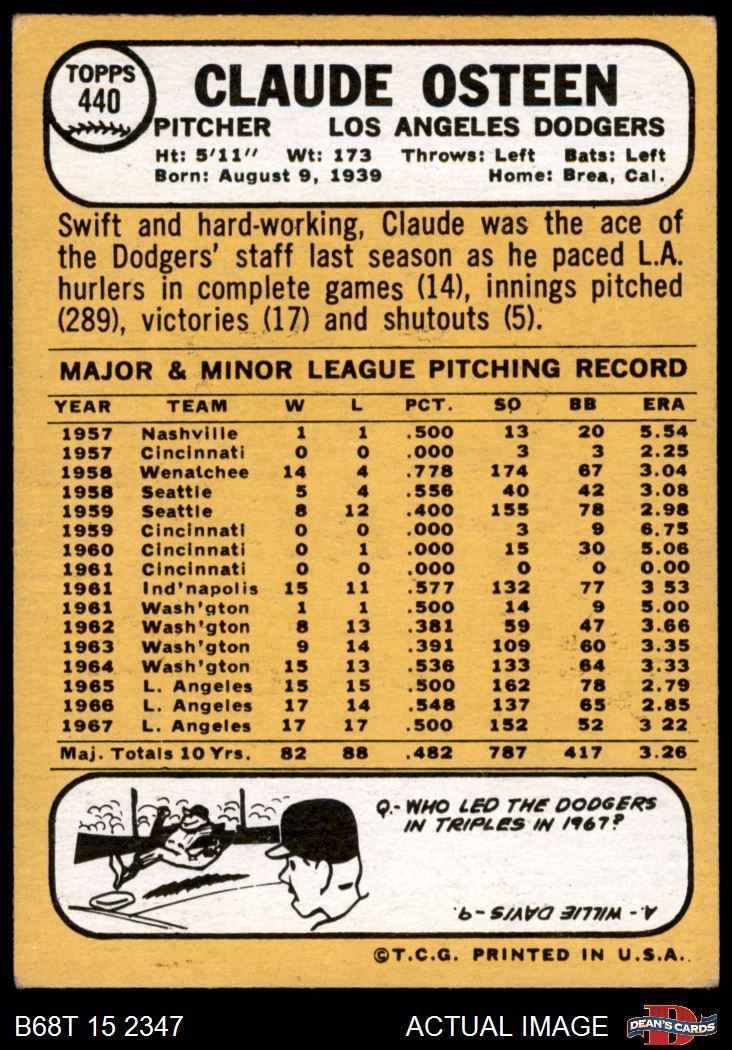 TOPPS
440
CLAUDE OSTEEN
PITCHER LOS ANGELES DODGERS
Ht: 5'11" Wt: 173 Throws: Left Bats: Left
Born: August 9, 1939 Home: Brea, Cal.
Swift and hard-working, Claude was the ace of
the Dodgers' staff last season as he paced L.A.
hurlers in complete games (14), innings pitched
(289), victories (17) and shutouts (5).
MAJOR & MINOR LEAGUE PITCHING RECORD
YEAR TEAM W L PCT. SO BB ERA
1957 Nashville 1 1 .500 13 20 5.54
1957 Cincinnati 0 0 .000 3 3 2.25
1958 Wenatchee 14 4 .778 174 67 3.04
1958 Seattle 5 4 .556 40 42 3.08
1959 Seattle 8 12 .400 155 78 2.98
1959 Cincinnati 0 0 .000 3 9 6.75
1960 Cincinnati 0 1 .000 15 30 5.06
1961 Cincinnati 0 0 .000 0 0 0.00
1961 Ind'napolis 15 11 .577 132 77 3 53
1961 Wash'gton 1 1 .500 14 9 5.00
1962 Wash'gton 8 13 .381 59 47 3.66
1963 Wash'gton 9 14 .391 109 60 3.35
1964 Wash'gton 15 13 .536 133 64 3.33
1965 L. Angeles 15 15 .500 162 78 2.79
1966 L. Angeles 17 14 .548 137 65 2.85
1967 L. Angeles 17 17 .500 152 52 3 22
Maj. Totals 10 Yrs. 82 88 .482 787 417 3.26
Q.- WHO LED THE DODGERS
IN TRIPLES IN 1967?
A. - WILLIE DAVIS - 9.
©T.C.G. PRINTED IN U.S.A.
B68T 15 2347 ACTUAL IMAGE D DEAN'S CARDS